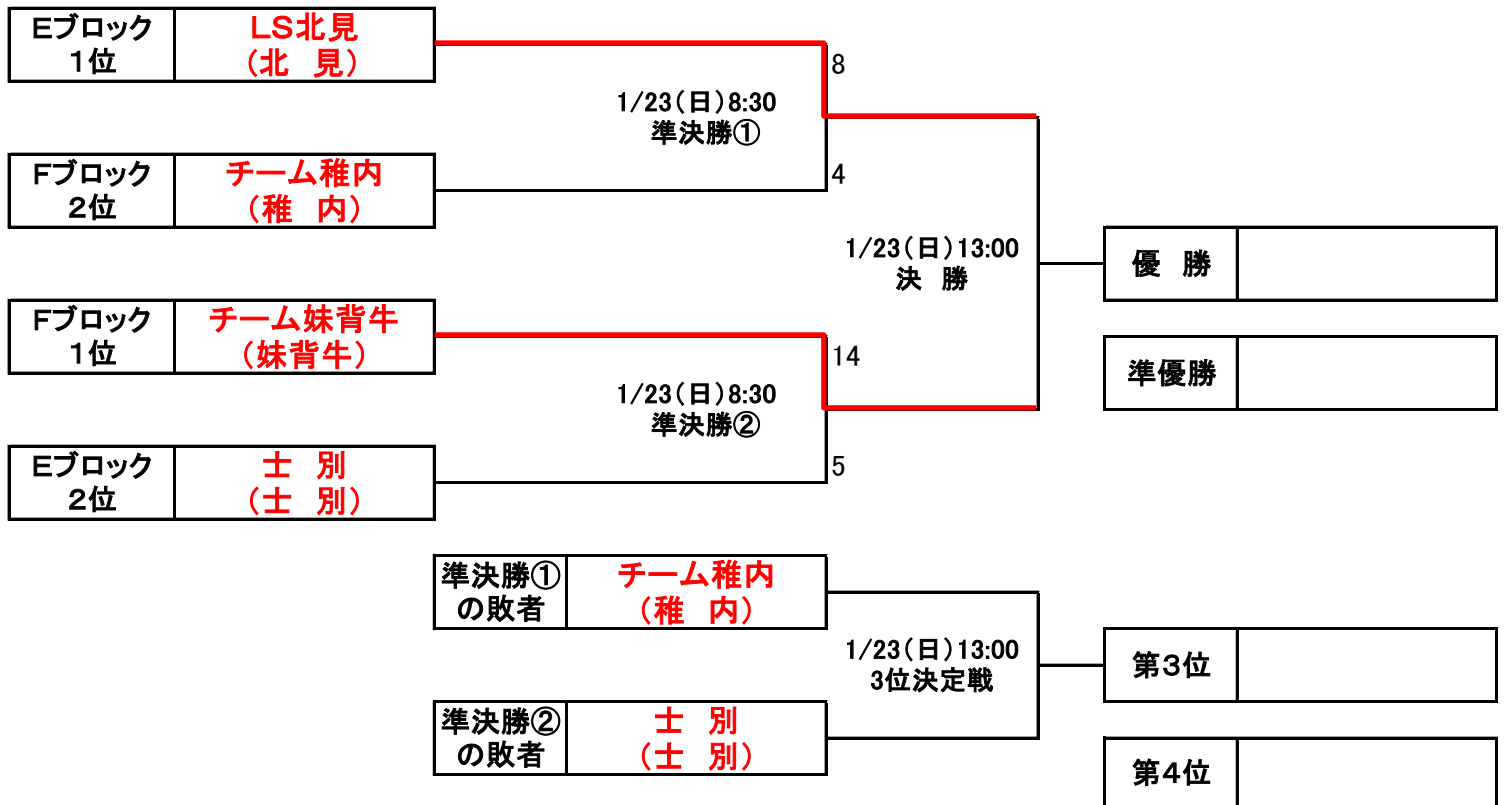 Eブロック
1位
LS北見
(北　見)
8
1/23(日)8:30
準決勝①
Fブロック
2位
チーム稚内
(稚　内)
4
1/23(日)13:00
決　勝
優　勝
Fブロック
1位
チーム妹背牛
(妹背牛)
14
準優勝
1/23(日)8:30
準決勝②
Eブロック
2位
士　別
(士　別)
5
準決勝①
の敗者
チーム稚内
(稚　内)
1/23(日)13:00
3位決定戦
第3位
準決勝②
の敗者
士　別
(士　別)
第4位